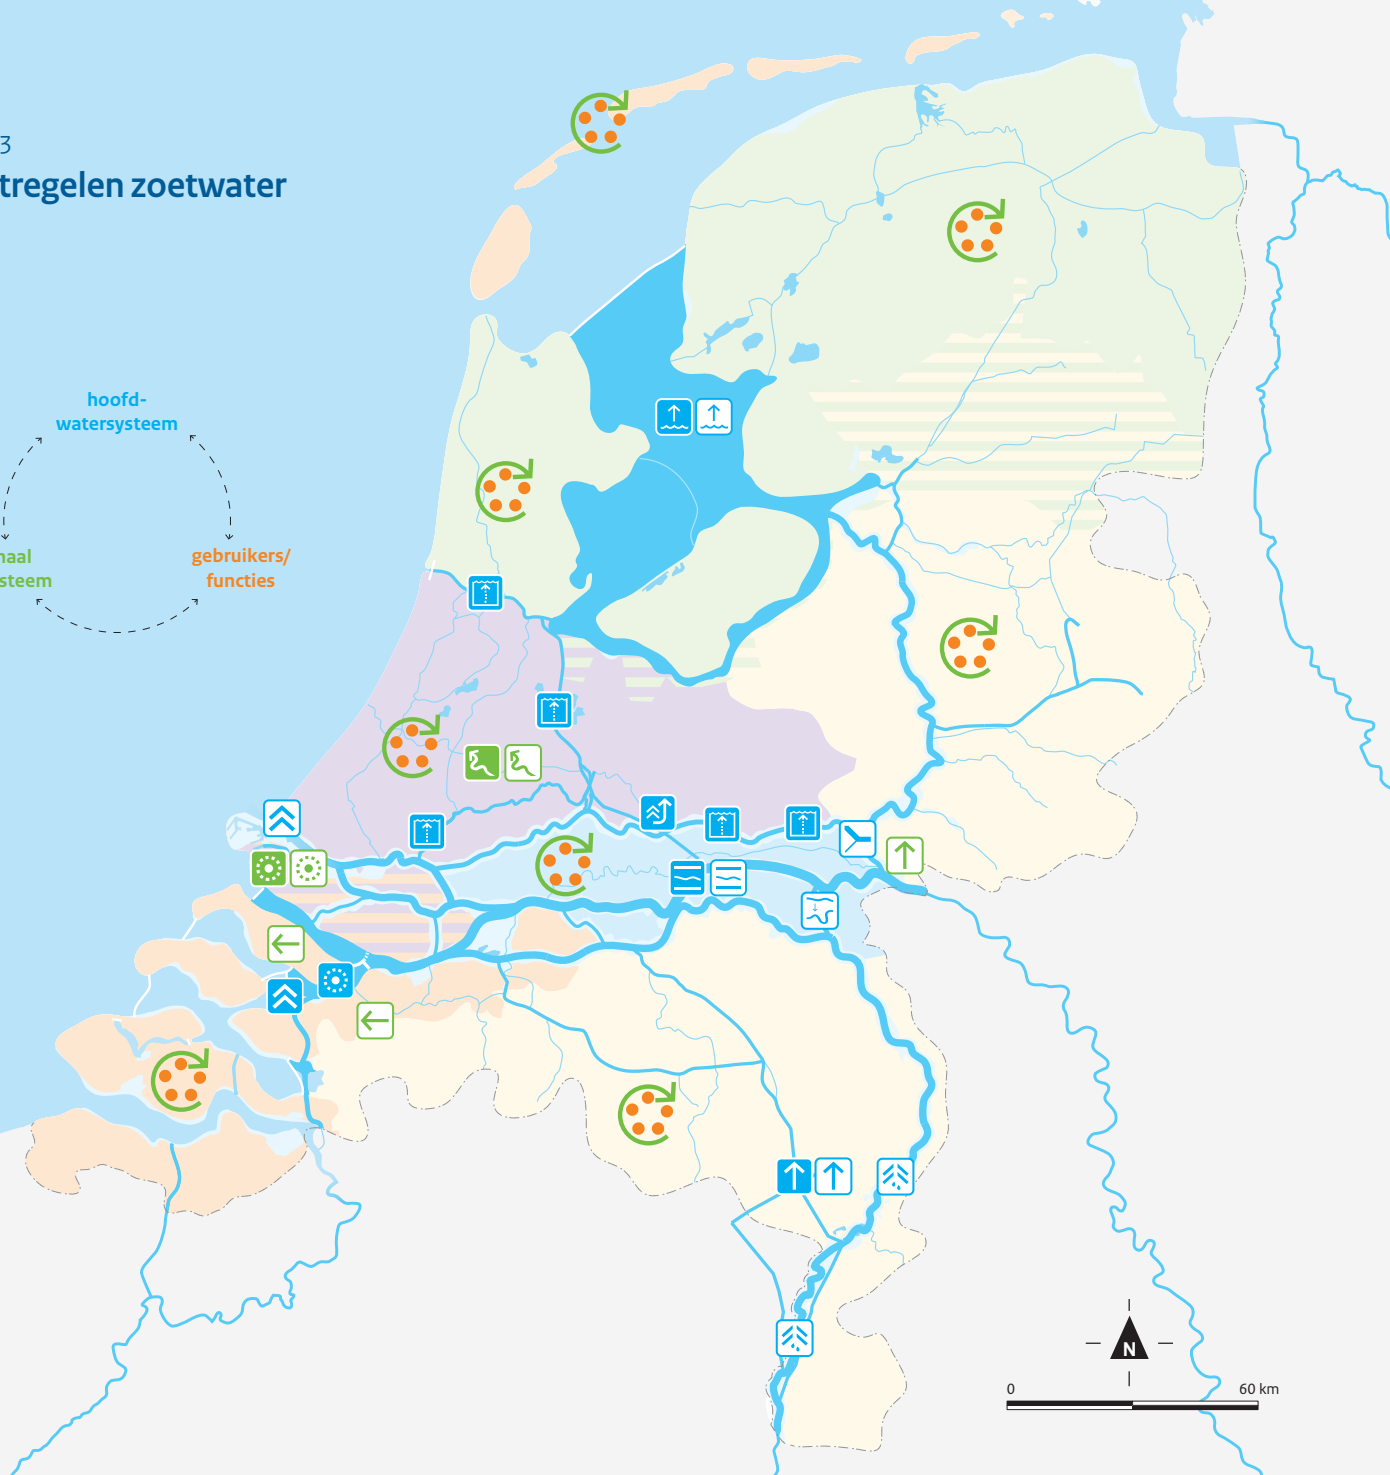 3
tregelen zoetwater
hoofd-
watersysteem
naal
steem
gebruikers/
functies
N
0
60 km